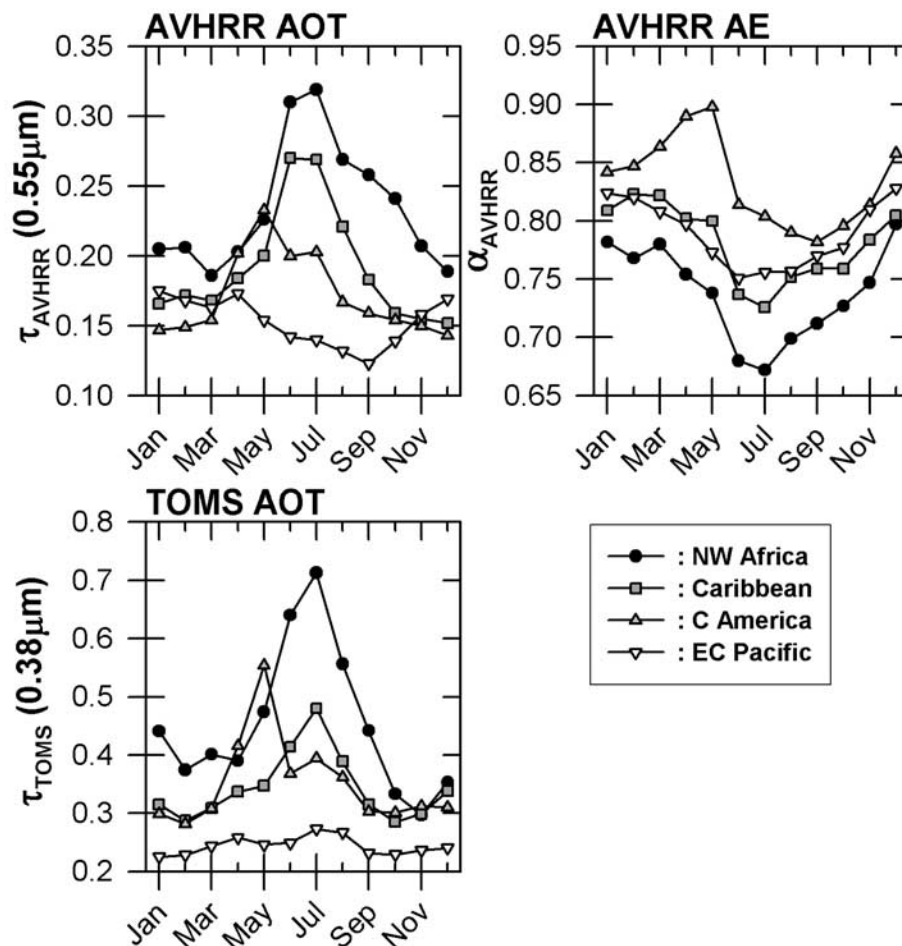 AVHRR AOT
τAVHRR (0.55μm)
0.35
0.30
0.25
0.20
0.15
0.10
Jan
Mar
May
Jul
Sep
Nov
AVHRR AE
αAVHRR
0.95
0.90
0.85
0.80
0.75
0.70
0.65
Jan
Mar
May
Jul
Sep
Nov
TOMS AOT
τTOMS (0.38μm)
0.8
0.7
0.6
0.5
0.4
0.3
0.2
Jan
Mar
May
Jul
Sep
Nov
: NW Africa
: Caribbean
: C America
: EC Pacific